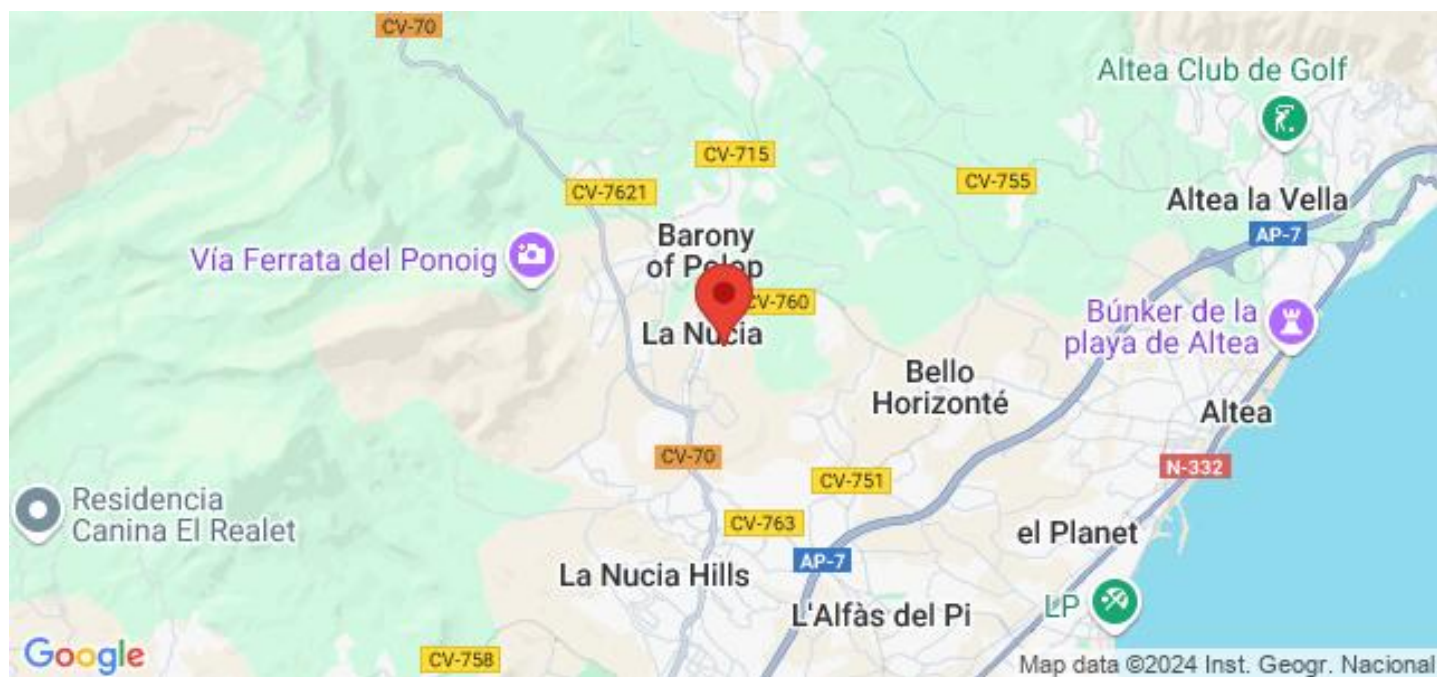 CV-70
Altea Club de Golf
CV-715
CV-755
CV-7621
Altea la Vella
AP-7
Barony
of Polop
Vía Ferrata del Ponoig
CV-760
La Nucia
Búnker de la
playa de Altea
Bello
Horizonté
Altea
CV-70
N-332
CV-751
Residencia
Canina El Realet
CV-763
el Planet
AP-7
La Nucia Hills
LP
L'Alfàs del Pi
Google
CV-758
Map data ©2024 Inst. Geogr. Nacional